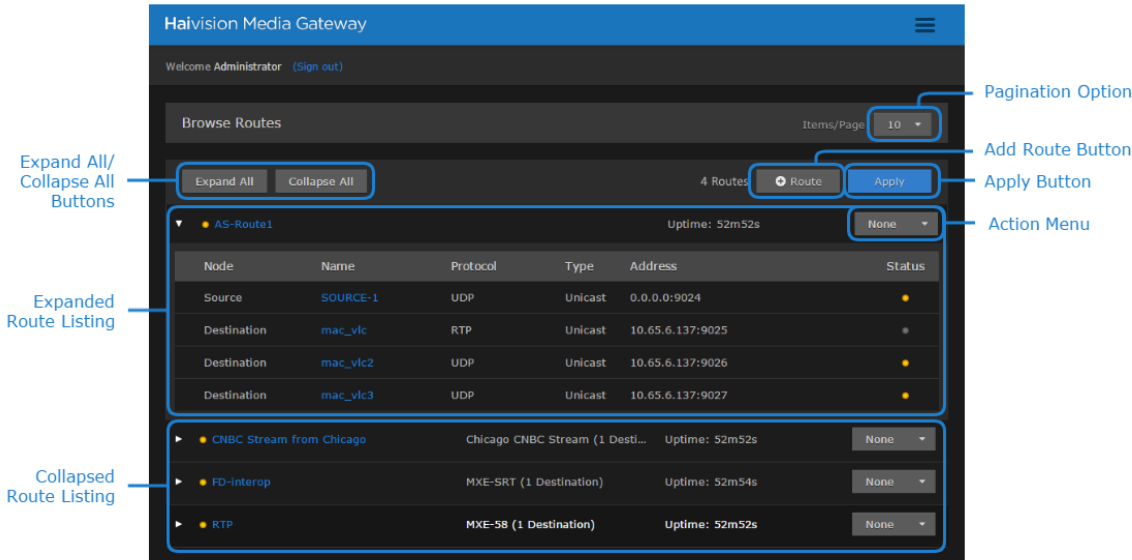 Haivision Media Gateway
Welcome Administrator (Sign out)
Pagination Option
Browse Routes Items/Page 10
Add Route Button
Expand All/
Collapse All
Buttons
Expand All Collapse All 4 Routes Route Apply
Apply Button
AS-Route1 Uptime: 52m52s None
Action Menu
Node Name Protocol Type Address Status
Source SOURCE-1 UDP Unicast 0.0.0.0:9024
Expanded
Route Listing
Destination mac_vlc RTP Unicast 10.65.6.137:9025
Destination mac_vlc2 UDP Unicast 10.65.6.137:9026
Destination mac_vlc3 UDP Unicast 10.65.6.137:9027
CNBC Stream from Chicago Chicago CNBC Stream (1 Desti... Uptime: 52m52s None
Collapsed
Route Listing
FD-interop MXE-SRT (1 Destination) Uptime: 52m54s None
RTP MXE-58 (1 Destination) Uptime: 52m52s None